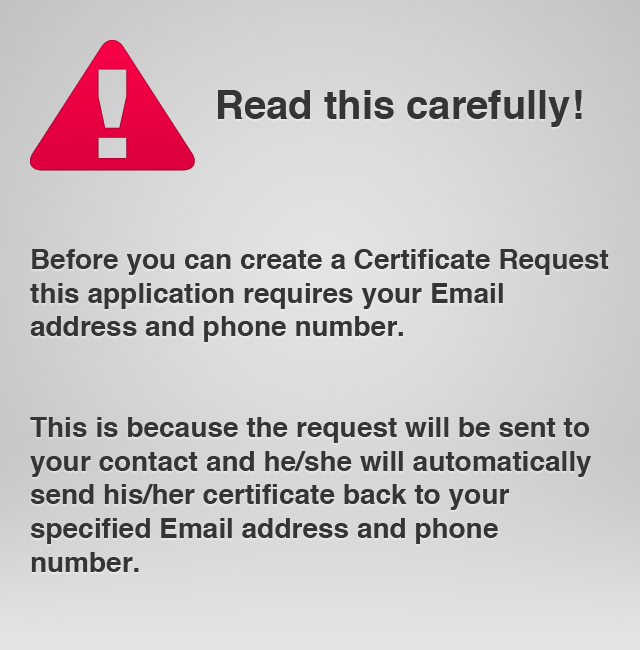 Read this carefully!
Before you can create a Certificate Request
this application requires your Email
address and phone number.
This is because the request will be sent to
your contact and he/she will automatically
send his/her certificate back to your
specified Email address and phone
number.